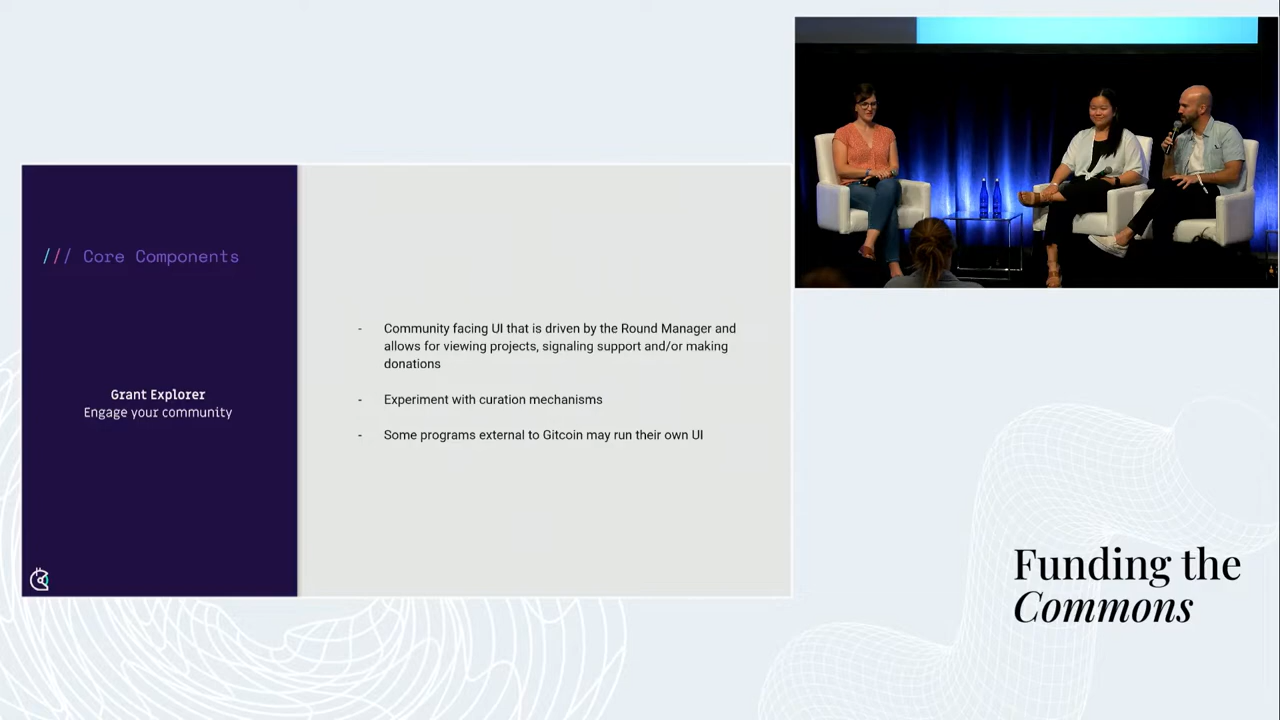 /// Core Components
Grant Explorer
Engage your community
- Community facing UI that is driven by the Round Manager and
allows for viewing projects, signaling support and/or making
donations
- Experiment with curation mechanisms
- Some programs external to Gitcoin may run their own UI
Funding the
Commons